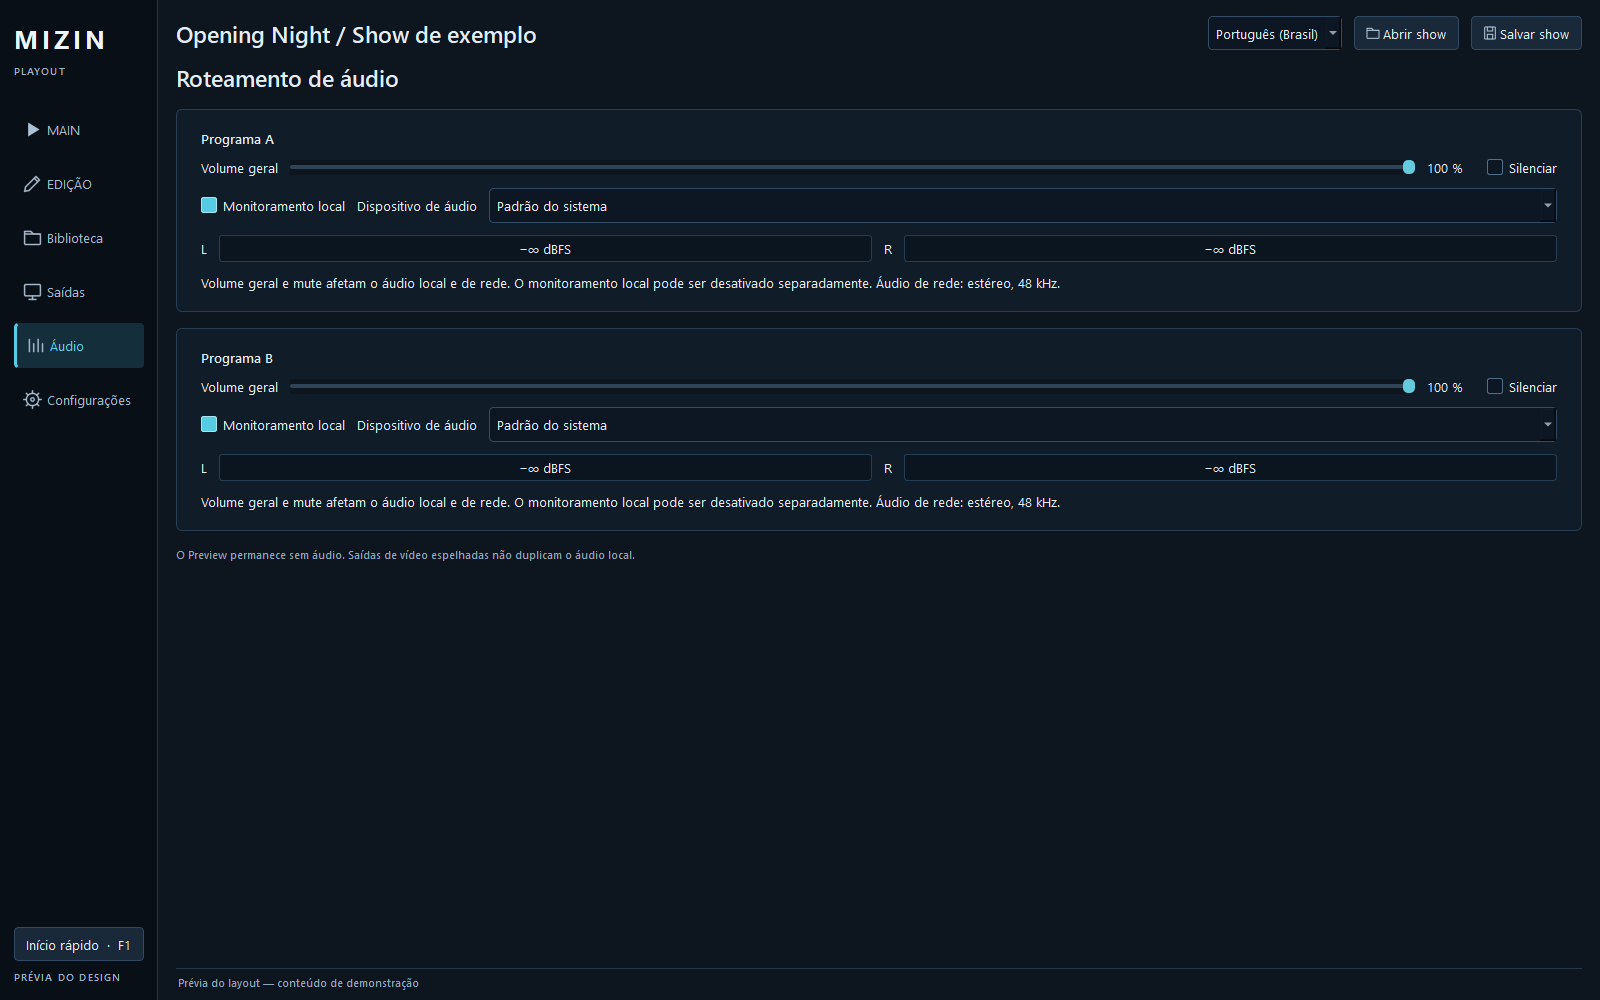 MIZIN
PLAYOUT
MAIN
EDIÇÃO
Biblioteca
Saídas
Áudio
Configurações
Início rápido · F1
PRÉVIA DO DESIGN
Opening Night / Show de exemplo
Português (Brasil)
Abrir show
Salvar show
Roteamento de áudio
Programa A
Volume geral 100 % Silenciar
Monitoramento local Dispositivo de áudio Padrão do sistema
L −∞ dBFS R −∞ dBFS
Volume geral e mute afetam o áudio local e de rede. O monitoramento local pode ser desativado separadamente. Áudio de rede: estéreo, 48 kHz.
Programa B
Volume geral 100 % Silenciar
Monitoramento local Dispositivo de áudio Padrão do sistema
L −∞ dBFS R −∞ dBFS
Volume geral e mute afetam o áudio local e de rede. O monitoramento local pode ser desativado separadamente. Áudio de rede: estéreo, 48 kHz.
O Preview permanece sem áudio. Saídas de vídeo espelhadas não duplicam o áudio local.
Prévia do layout — conteúdo de demonstração